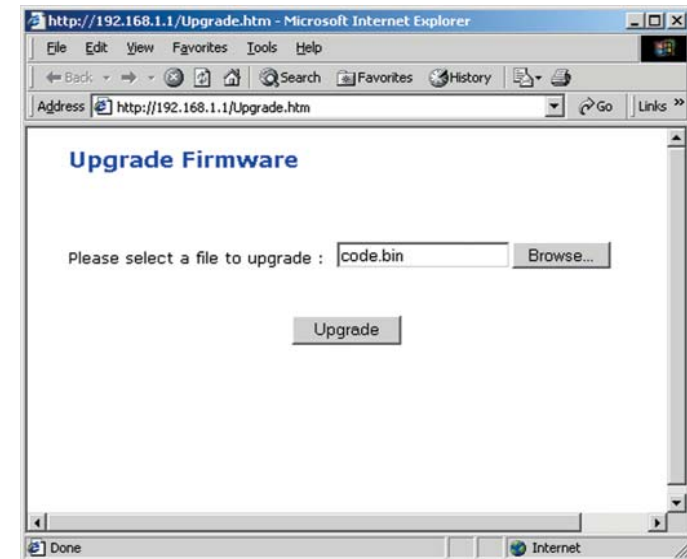 http://192.168.1.1/Upgrade.htm - Microsoft Internet Explorer
File Edit View Favorites Tools Help
Back Search Favorites History
Address http://192.168.1.1/Upgrade.htm Go Links »
Upgrade Firmware
Please select a file to upgrade : code.bin Browse...
Upgrade
Done Internet